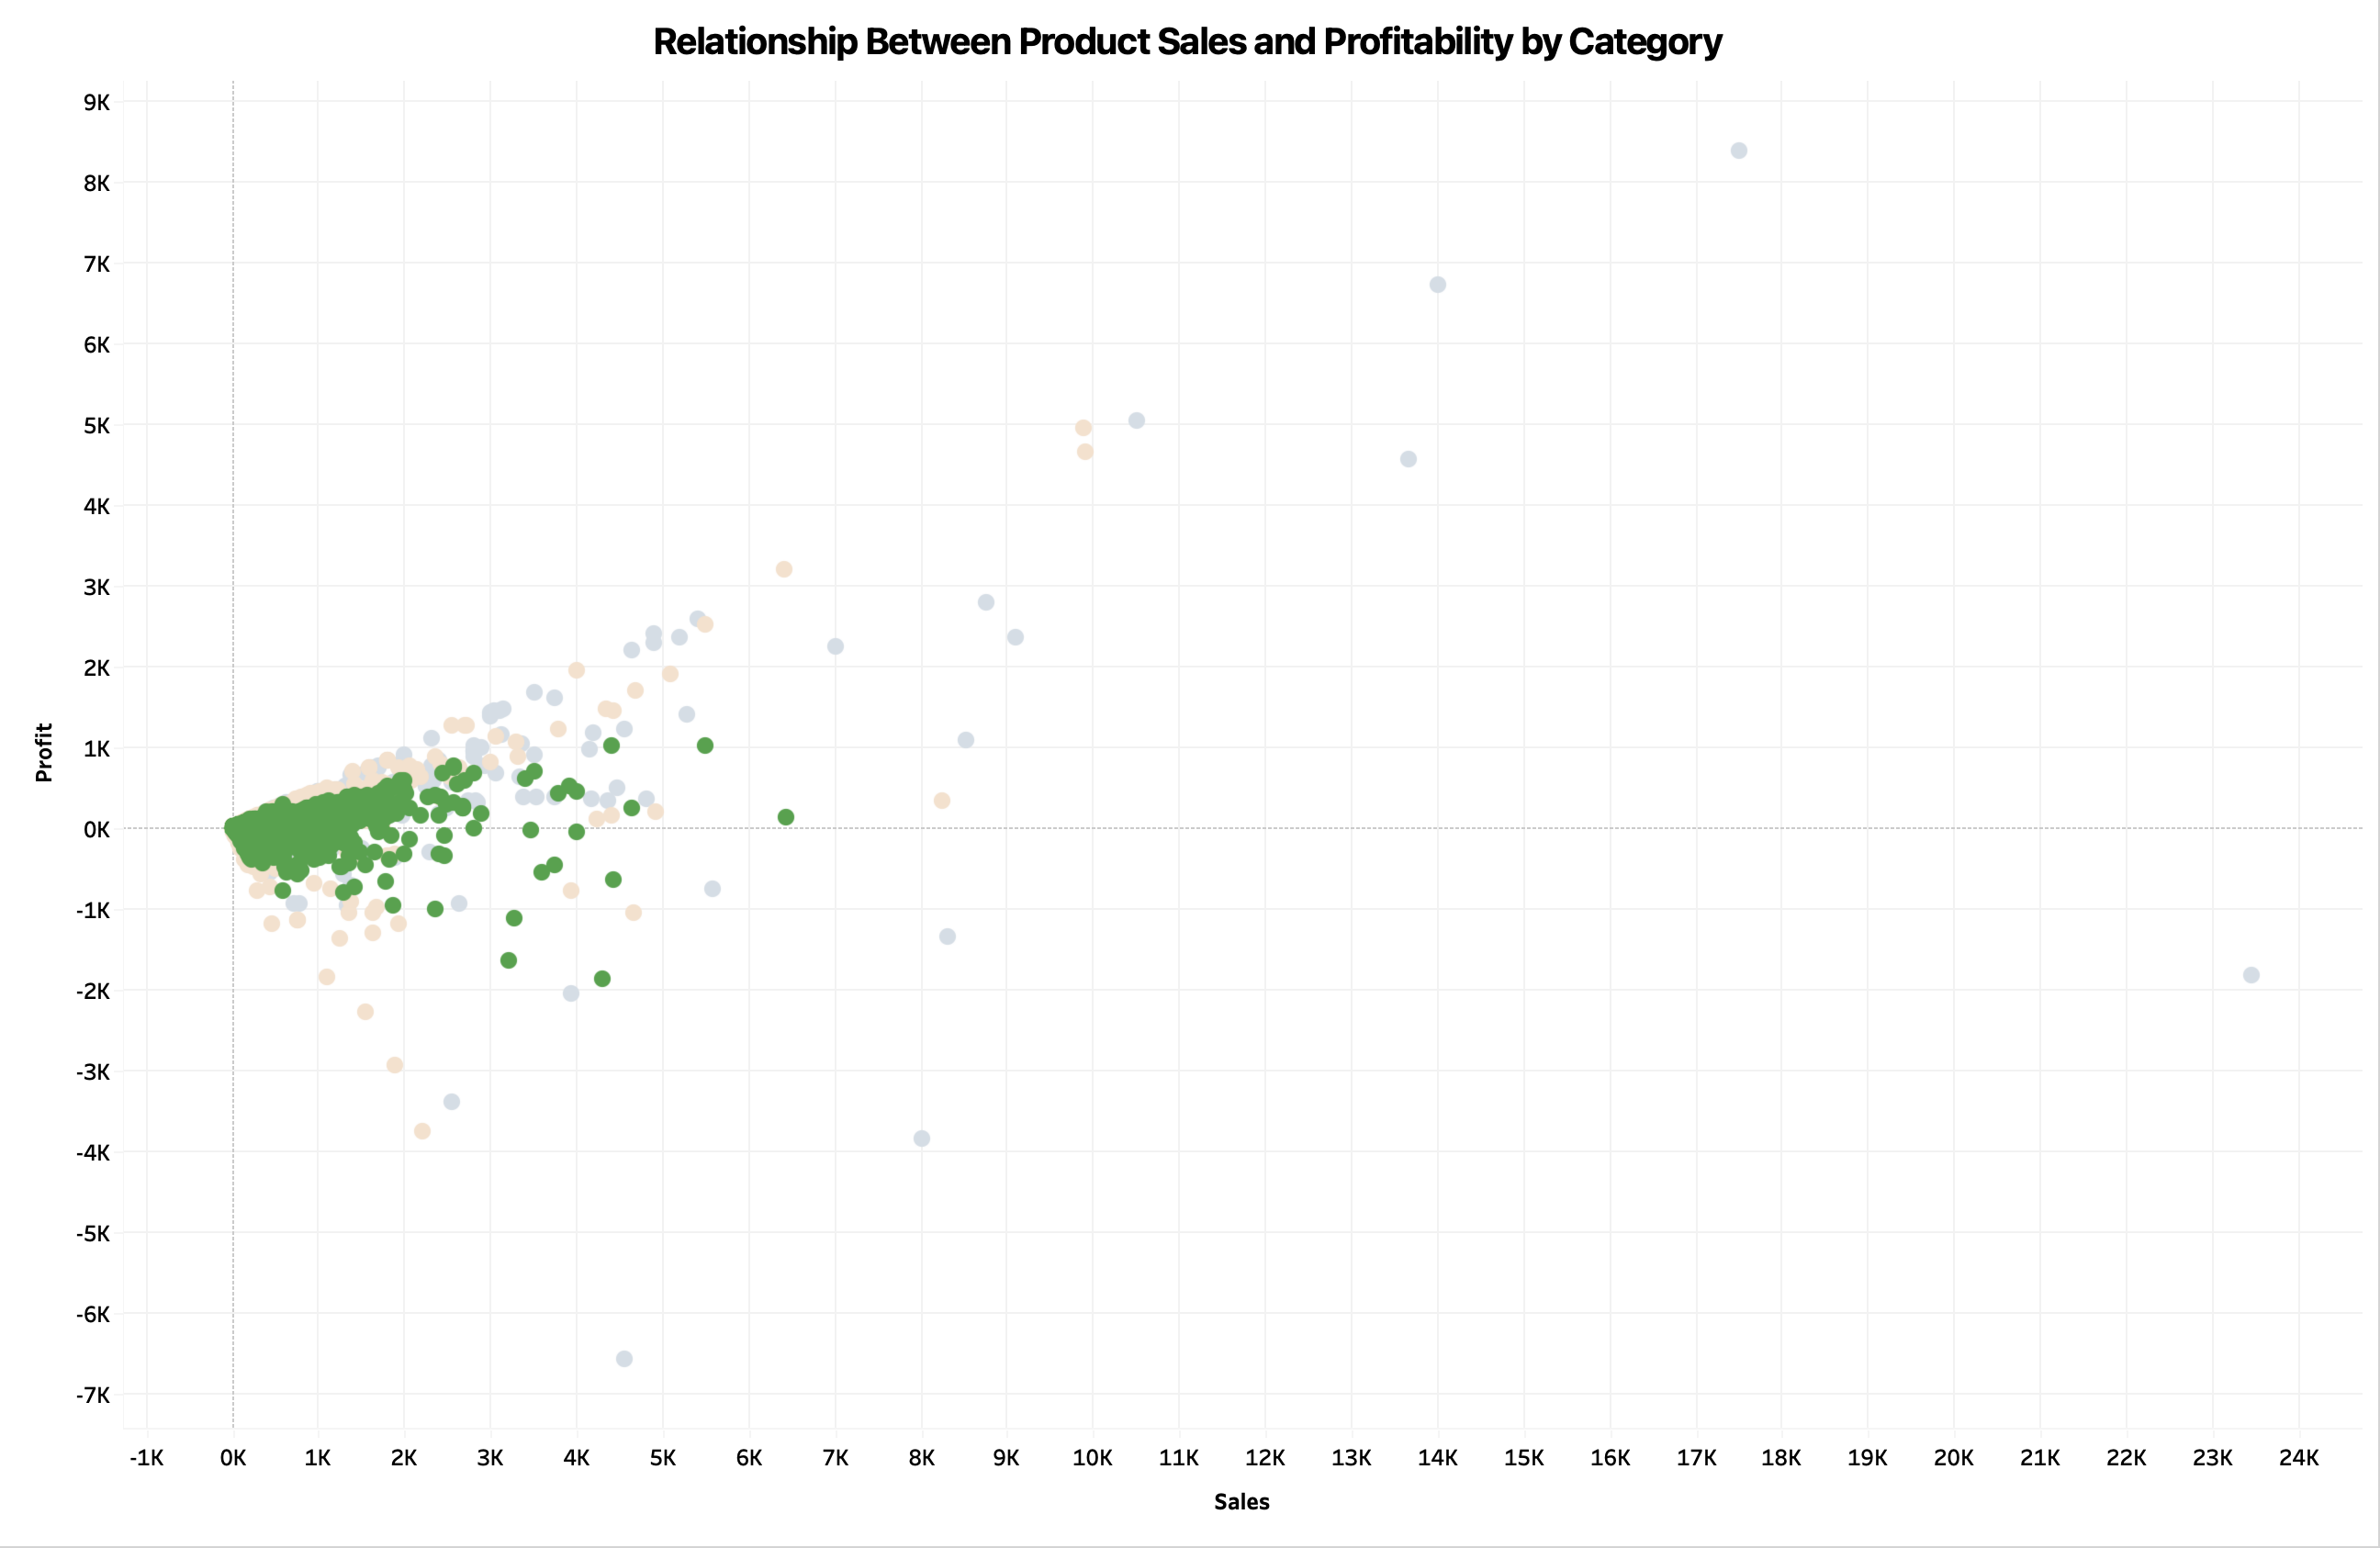 Relationship Between Product Sales and Profitability by Category
9K
8K
7K
6K
5K
4K
3K
2K
1K
0K
-1K
-2K
-3K
-4K
-5K
-6K
-7K
Profit
-1K 0K 1K 2K 3K 4K 5K 6K 7K 8K 9K 10K 11K 12K 13K 14K 15K 16K 17K 18K 19K 20K 21K 22K 23K 24K
Sales